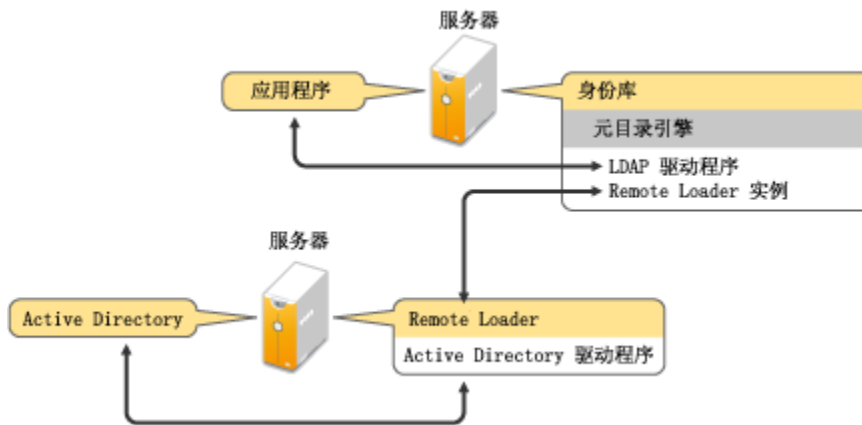 服务器
应用程序
身份库
元目录引擎
LDAP 驱动程序
Remote Loader 实例
服务器
Active Directory
Remote Loader
Active Directory 驱动程序